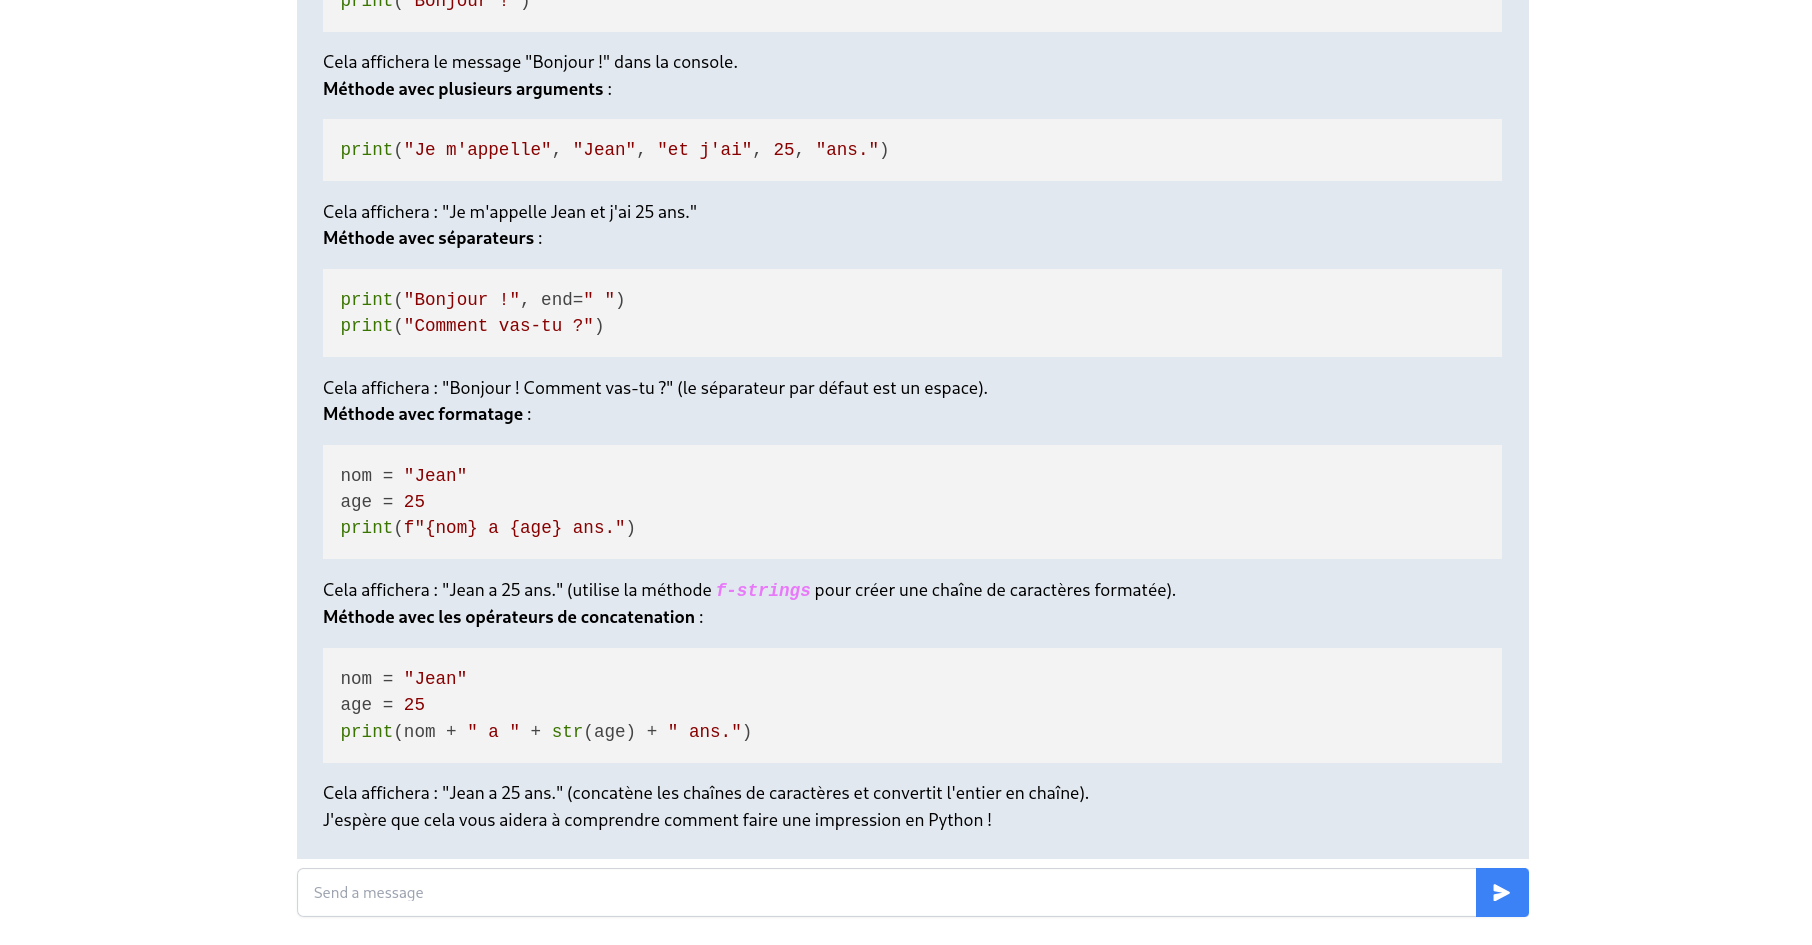 print("Bonjour !")
Cela affichera le message "Bonjour !" dans la console.
Méthode avec plusieurs arguments :
print("Je m'appelle", "Jean", "et j'ai", 25, "ans.")
Cela affichera : "Je m'appelle Jean et j'ai 25 ans."
Méthode avec séparateurs :
print("Bonjour !", end=" ")
print("Comment vas-tu ?")
Cela affichera : "Bonjour ! Comment vas-tu ?" (le séparateur par défaut est un espace).
Méthode avec formatage :
nom = "Jean"
age = 25
print(f"{nom} a {age} ans.")
Cela affichera : "Jean a 25 ans." (utilise la méthode f-strings pour créer une chaîne de caractères formatée).
Méthode avec les opérateurs de concatenation :
nom = "Jean"
age = 25
print(nom + " a " + str(age) + " ans.")
Cela affichera : "Jean a 25 ans." (concatène les chaînes de caractères et convertit l'entier en chaîne).
J'espère que cela vous aidera à comprendre comment faire une impression en Python !
Send a message